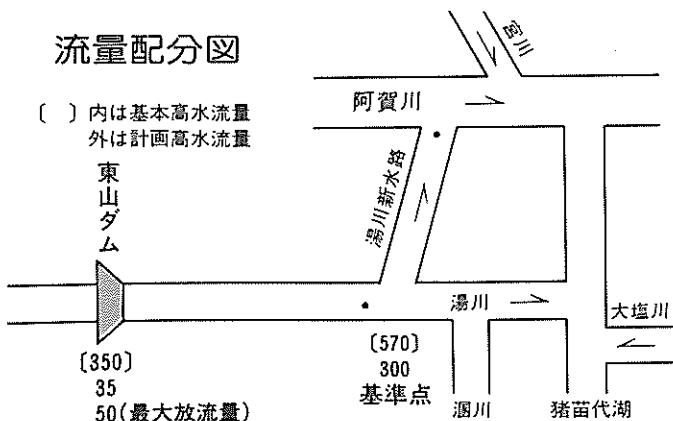 流量配分図
〔　〕内は基本高水流量
外は計画高水流量
宮川
阿賀川
東山ダム
湯川新水路
湯川
大塩川
〔350〕
35
50(最大放流量)
〔570〕
300
基準点
溷川
猪苗代湖